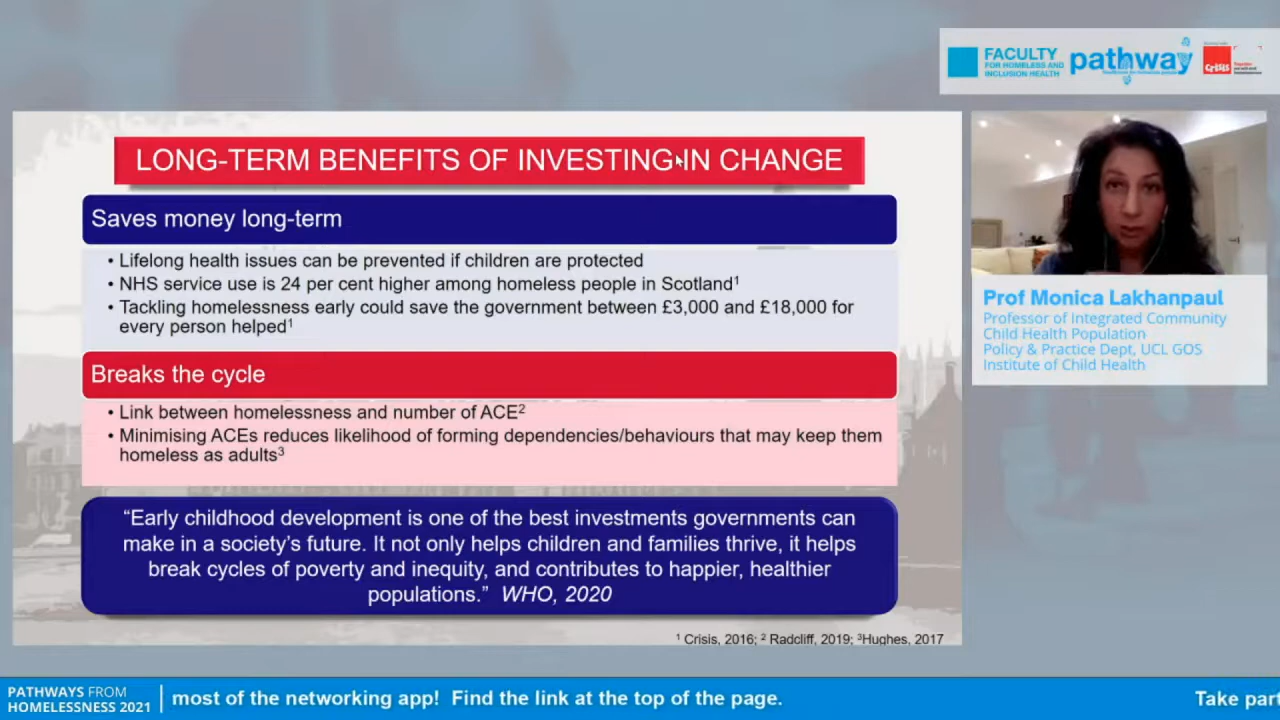 FACULTY
FOR HOMELESS AND
INCLUSION HEALTH
pathway
CRISIS
LONG-TERM BENEFITS OF INVESTING IN CHANGE
Saves money long-term
• Lifelong health issues can be prevented if children are protected
• NHS service use is 24 per cent higher among homeless people in Scotland¹
• Tackling homelessness early could save the government between £3,000 and £18,000 for
every person helped¹
Breaks the cycle
• Link between homelessness and number of ACE²
• Minimising ACEs reduces likelihood of forming dependencies/behaviours that may keep them
homeless as adults³
“Early childhood development is one of the best investments governments can
make in a society’s future. It not only helps children and families thrive, it helps
break cycles of poverty and inequity, and contributes to happier, healthier
populations.” WHO, 2020
¹ Crisis, 2016; ² Radcliff, 2019; ³Hughes, 2017
Prof Monica Lakhanpaul
Professor of Integrated Community
Child Health Population
Policy & Practice Dept, UCL GOS
Institute of Child Health
PATHWAYS FROM
HOMELESSNESS 2021
most of the networking app! Find the link at the top of the page.
Take part